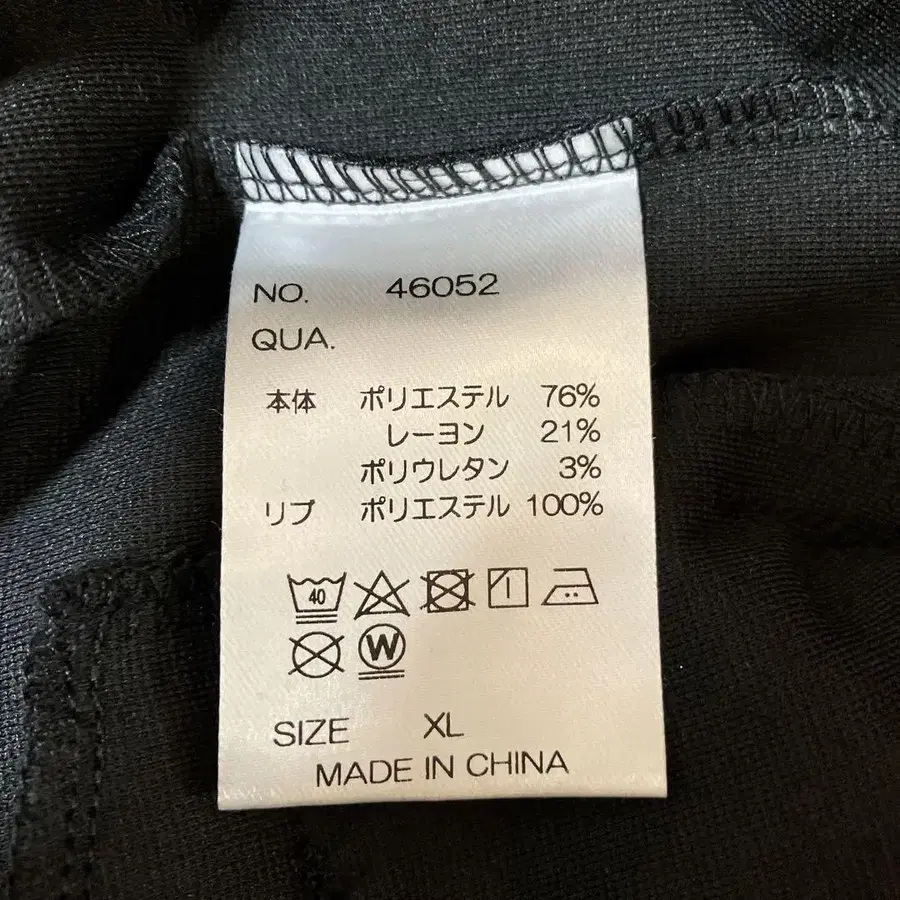 NO. 46052
QUA.
本体 ポリエステル 76%
レーヨン 21%
ポリウレタン 3%
リブ ポリエステル 100%
40
W
SIZE XL
MADE IN CHINA